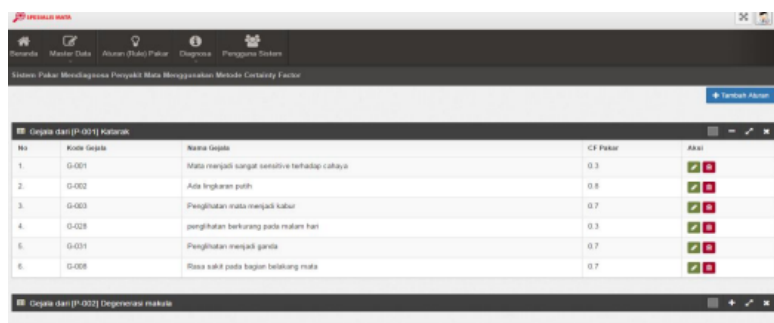 SPESIALIS MATA
Beranda Master Data Aturan (Rule) Pakar Diagnosa Pengguna Sistem
Sistem Pakar Mendiagnosa Penyakit Mata Menggunakan Metode Certainty Factor
+ Tambah Aturan
Gejala dari [P-001] Katarak
No Kode Gejala Nama Gejala CF Pakar Aksi
1. G-001 Mata menjadi sangat sensitive terhadap cahaya 0.3
2. G-002 Ada lingkaran putih 0.8
3. G-003 Penglihatan mata menjadi kabur 0.7
4. G-028 penglihatan berkurang pada malam hari 0.3
5. G-031 Penglihatan menjadi ganda 0.7
6. G-008 Rasa sakit pada bagian belakang mata 0.7
Gejala dari [P-002] Degenerasi makula